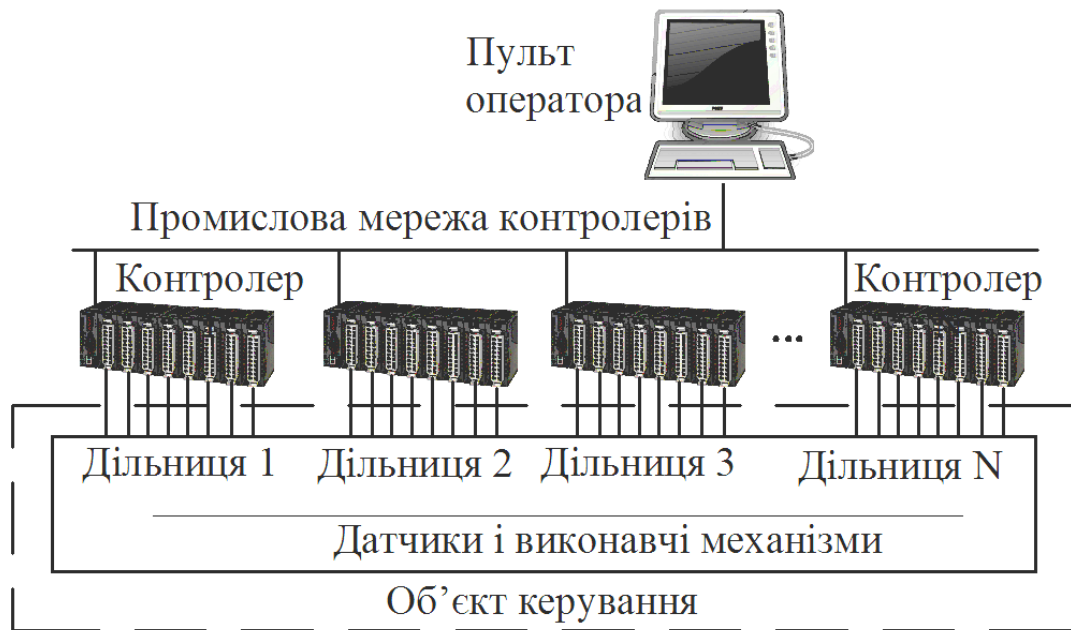 Пульт
оператора
Промислова мережа контролерів
Контролер
Контролер
...
Дільниця 1
Дільниця 2
Дільниця 3
Дільниця N
Датчики і виконавчі механізми
Об’єкт керування